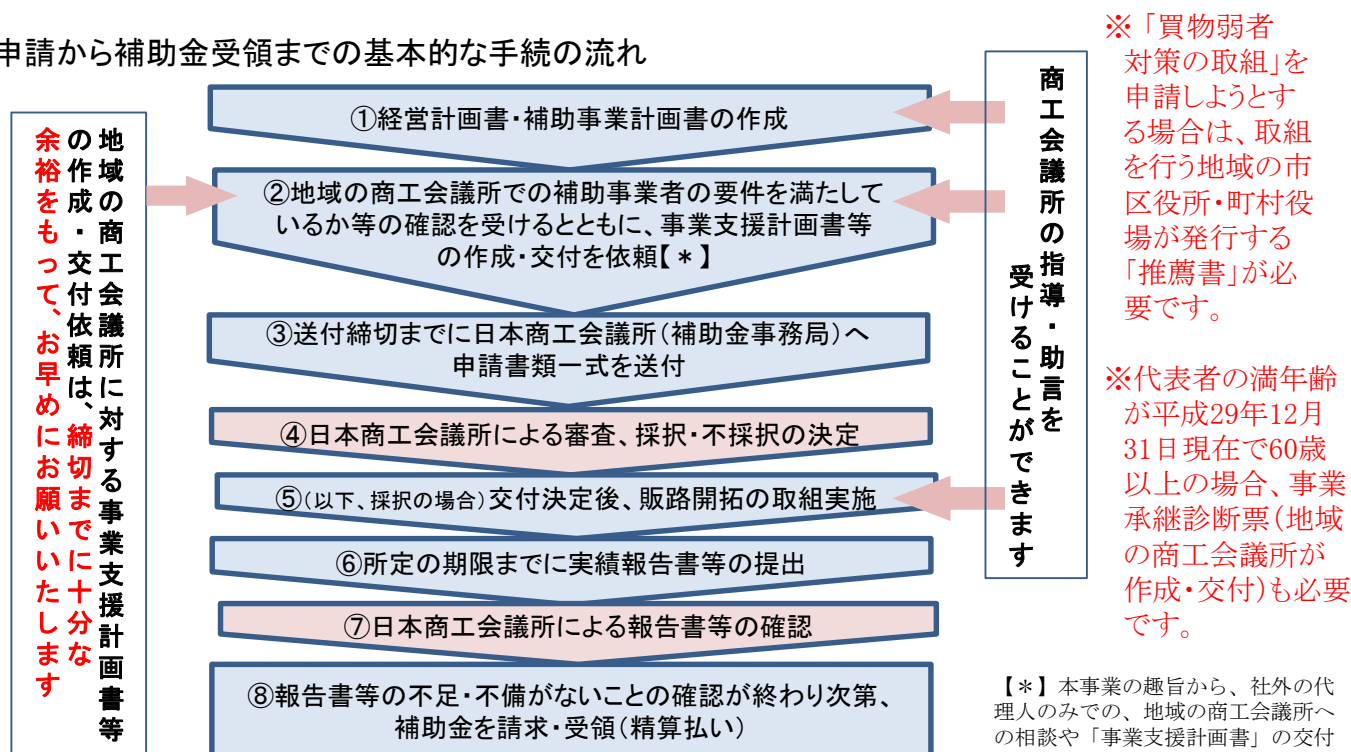 申請から補助金受領までの基本的な手続の流れ
地域の商工会議所に対する事業支援計画書等
の作成・交付依頼は、締切までに十分な
余裕をもって、お早めにお願いいたします
①経営計画書・補助事業計画書の作成
②地域の商工会議所での補助事業者の要件を満たして
いるか等の確認を受けるとともに、事業支援計画書等
の作成・交付を依頼【*】
③送付締切までに日本商工会議所(補助金事務局)へ
申請書類一式を送付
④日本商工会議所による審査、採択・不採択の決定
⑤(以下、採択の場合)交付決定後、販路開拓の取組実施
⑥所定の期限までに実績報告書等の提出
⑦日本商工会議所による報告書等の確認
⑧報告書等の不足・不備がないことの確認が終わり次第、
補助金を請求・受領(精算払い)
商工会議所の指導・助言を
受けることができます
※「買物弱者
対策の取組」を
申請しようとす
る場合は、取組
を行う地域の市
区役所・町村役
場が発行する
「推薦書」が必
要です。
※代表者の満年齢
が平成29年12月
31日現在で60歳
以上の場合、事業
承継診断票(地域
の商工会議所が
作成・交付)も必要
です。
【*】本事業の趣旨から、社外の代
理人のみでの、地域の商工会議所へ
の相談や「事業支援計画書」の交付